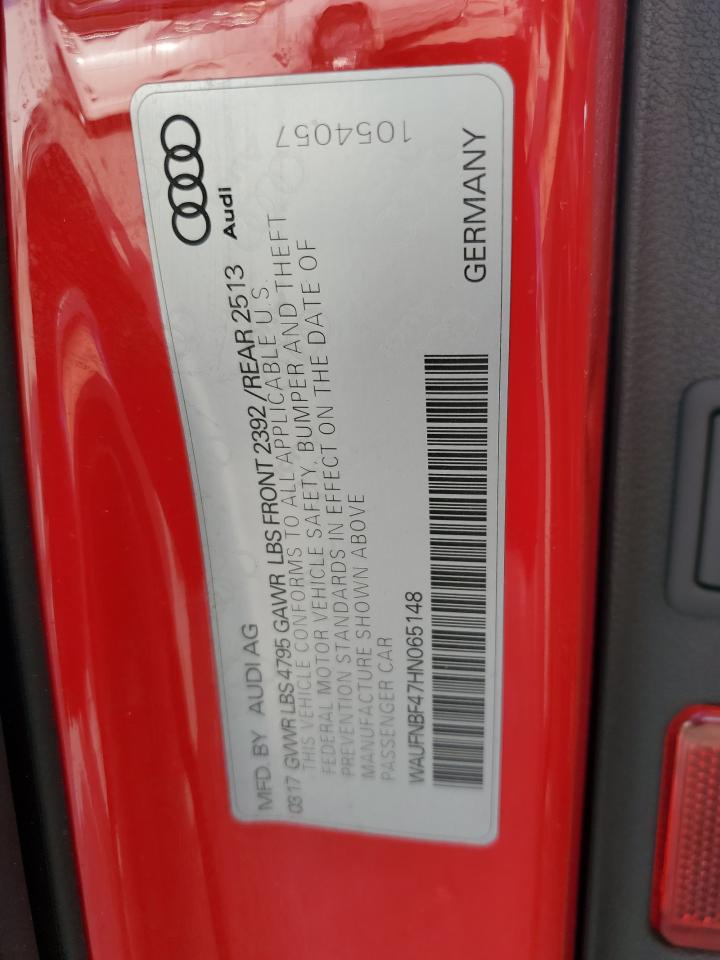 Audi
MFD. BY AUDI AG
0317 GVWR LBS 4795 GAWR LBS FRONT 2392/REAR 2513
THIS VEHICLE CONFORMS TO ALL APPLICABLE U.S.
FEDERAL MOTOR VEHICLE SAFETY, BUMPER AND THEFT
PREVENTION STANDARDS IN EFFECT ON THE DATE OF
MANUFACTURE SHOWN ABOVE
PASSENGER CAR
WAUFNBF47HN065148
GERMANY
1054057